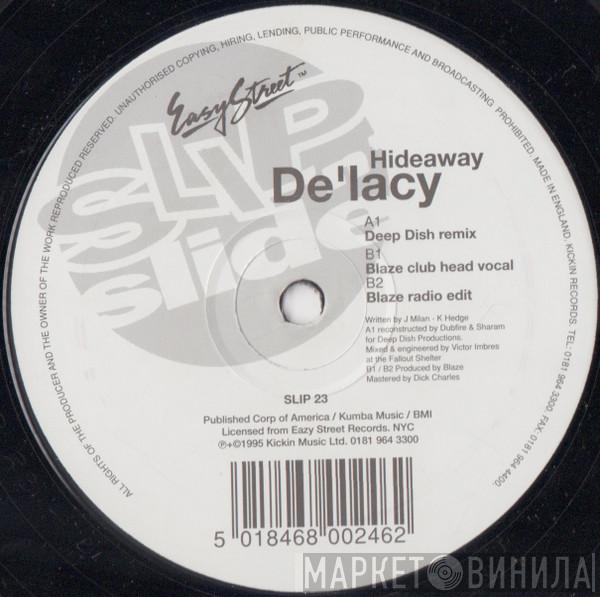 ALL RIGHTS OF THE PRODUCER AND THE OWNER OF THE WORK REPRODUCED RESERVED. UNAUTHORISED COPYING, HIRING, LENDING, PUBLIC PERFORMANCE AND BROADCASTING PROHIBITED. MADE IN ENGLAND, KICKIN RECORDS. TEL: 0181 964 3300 FAX: 0181 964 4400.
Easy Street™
SLIP
Slide
Hideaway
De'lacy
A1
Deep Dish remix
B1
Blaze club head vocal
B2
Blaze radio edit
Written by J Milan - K Hedge
A1 reconstructed by Dubfire & Sharam
for Deep Dish Productions.
Mixed & engineered by Victor Imbres
at the Fallout Shelter
B1 / B2 Produced by Blaze
Mastered by Dick Charles
SLIP 23
Published Corp of America / Kumba Music / BMI
Licensed from Eazy Street Records. NYC
℗+©1995 Kickin Music Ltd. 0181 964 3300
5 018468 002462
МАРКЕТ ВИНИЛА